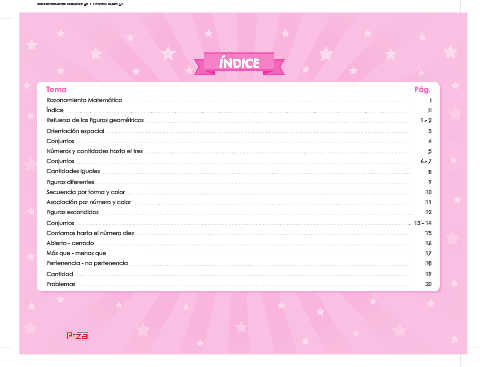 ÍNDICE
Tema Pág.
Razonamiento Matemático I
Índice II
Refuerzo de las figuras geométricas 1 - 2
Orientación espacial 3
Conjuntos 4
Números y cantidades hasta el tres 5
Conjuntos 6 - 7
Cantidades iguales 8
Figuras diferentes 9
Secuencia por forma y color 10
Asociación por número y color 11
Figuras escondidas 12
Conjuntos 13 - 14
Contamos hasta el número diez 15
Abierto - cerrado 16
Más que - menos que 17
Pertenencia - no pertenencia 18
Cantidad 19
Problemas 20